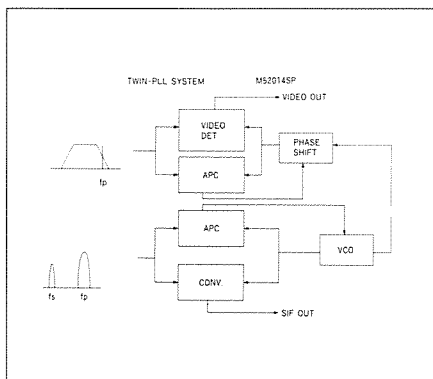 TWIN-PLL SYSTEM M52014SP
VIDEO OUT
VIDEO
DET
PHASE
SHIFT
APC
fp
APC
VCO
CONV.
fs fp
SIF OUT